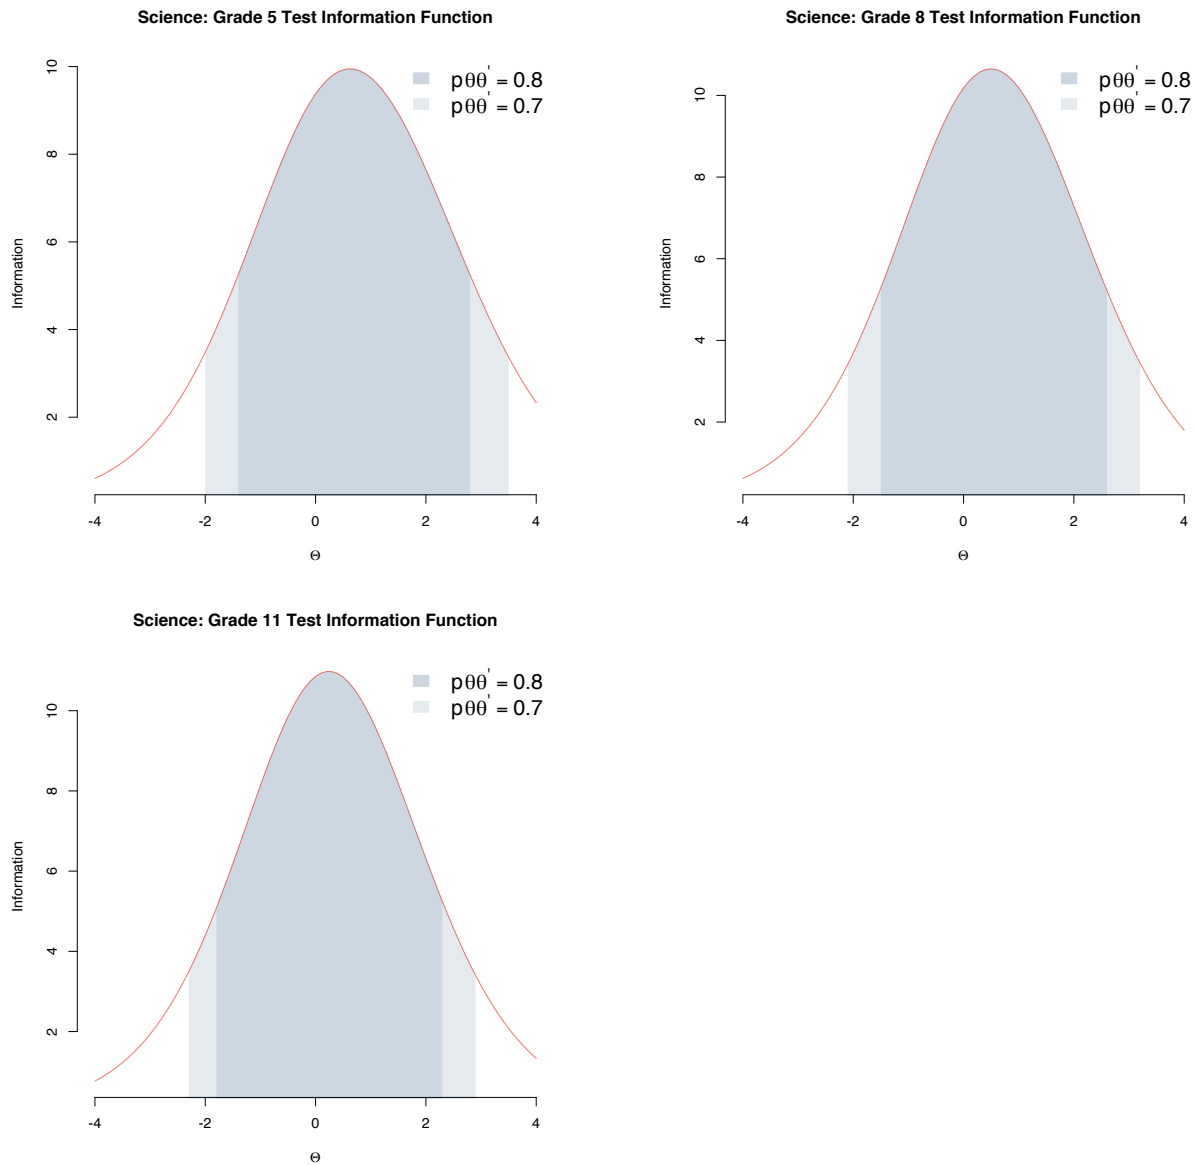 Science: Grade 5 Test Information Function
pθθ' = 0.8
pθθ' = 0.7
10
8
6
4
2
Information
-4 -2 0 2 4
Θ
Science: Grade 8 Test Information Function
pθθ' = 0.8
pθθ' = 0.7
10
8
6
4
2
Information
-4 -2 0 2 4
Θ
Science: Grade 11 Test Information Function
pθθ' = 0.8
pθθ' = 0.7
10
8
6
4
2
Information
-4 -2 0 2 4
Θ